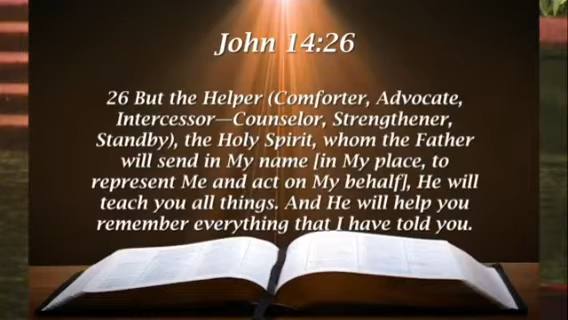 John 14:26
26 But the Helper (Comforter, Advocate,
Intercessor—Counselor, Strengthener,
Standby), the Holy Spirit, whom the Father
will send in My name [in My place, to
represent Me and act on My behalf], He will
teach you all things. And He will help you
remember everything that I have told you.